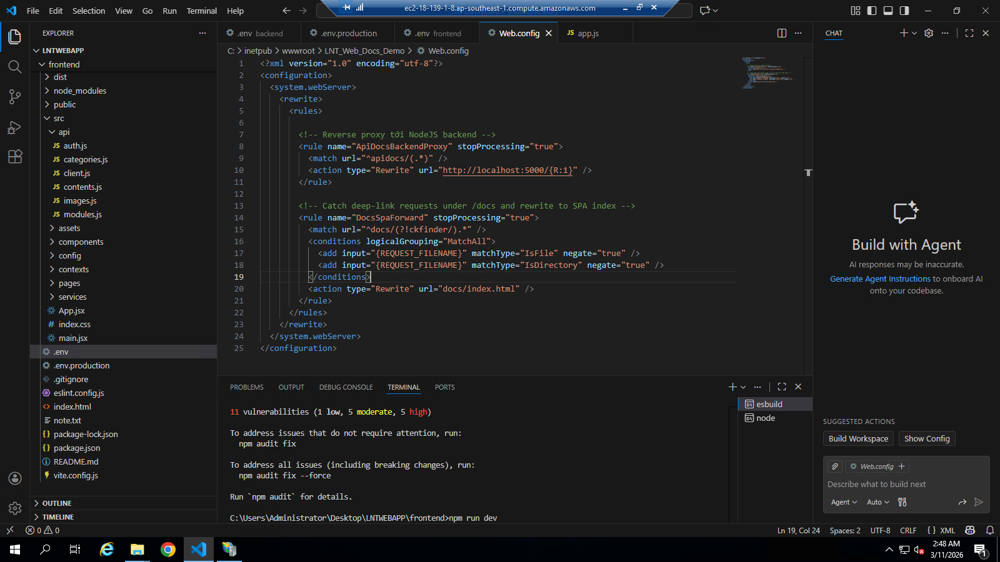 File Edit Selection View Go Run Terminal Help
ec2-18-139-1-8.ap-southeast-1.compute.amazonaws.com
EXPLORER
LNTWEBAPP
frontend
dist
node_modules
public
src
api
JS auth.js
JS categories.js
JS client.js
JS contents.js
JS images.js
JS modules.js
assets
components
config
contexts
pages
services
App.jsx
# index.css
main.jsx
.env
.env.production
.gitignore
eslint.config.js
<> index.html
note.txt
{} package-lock.json
{} package.json
README.md
vite.config.js
OUTLINE
TIMELINE
.env backend
.env.production
.env frontend
Web.config
JS app.js
C: > inetpub > wwwroot > LNT_Web_Docs_Demo > Web.config
1 <?xml version="1.0" encoding="utf-8"?>
2 <configuration>
3 <system.webServer>
4 <rewrite>
5 <rules>
6
7 <!-- Reverse proxy tới NodeJS backend -->
8 <rule name="ApiDocsBackendProxy" stopProcessing="true">
9 <match url="^apidocs/(.*)" />
10 <action type="Rewrite" url="http://localhost:5000/{R:1}" />
11 </rule>
12
13 <!-- Catch deep-link requests under /docs and rewrite to SPA index -->
14 <rule name="DocsSpaForward" stopProcessing="true">
15 <match url="^docs/(?!ckfinder/).*" />
16 <conditions logicalGrouping="MatchAll">
17 <add input="{REQUEST_FILENAME}" matchType="IsFile" negate="true" />
18 <add input="{REQUEST_FILENAME}" matchType="IsDirectory" negate="true" />
19 </conditions>
20 <action type="Rewrite" url="docs/index.html" />
21 </rule>
22 </rules>
23 </rewrite>
24 </system.webServer>
25 </configuration>
PROBLEMS OUTPUT DEBUG CONSOLE TERMINAL PORTS
11 vulnerabilities (1 low, 5 moderate, 5 high)
To address issues that do not require attention, run:
npm audit fix
To address all issues (including breaking changes), run:
npm audit fix --force
Run `npm audit` for details.
C:\Users\Administrator\Desktop\LNTWEBAPP\frontend>npm run dev
esbuild
node
CHAT
Build with Agent
AI responses may be inaccurate.
Generate Agent Instructions to onboard AI
onto your codebase.
SUGGESTED ACTIONS
Build Workspace
Show Config
Web.config
Describe what to build next
Agent
Auto
0 0
Ln 19, Col 24 Spaces: 2 UTF-8 CRLF {} XML
2:48 AM
3/11/2026
1